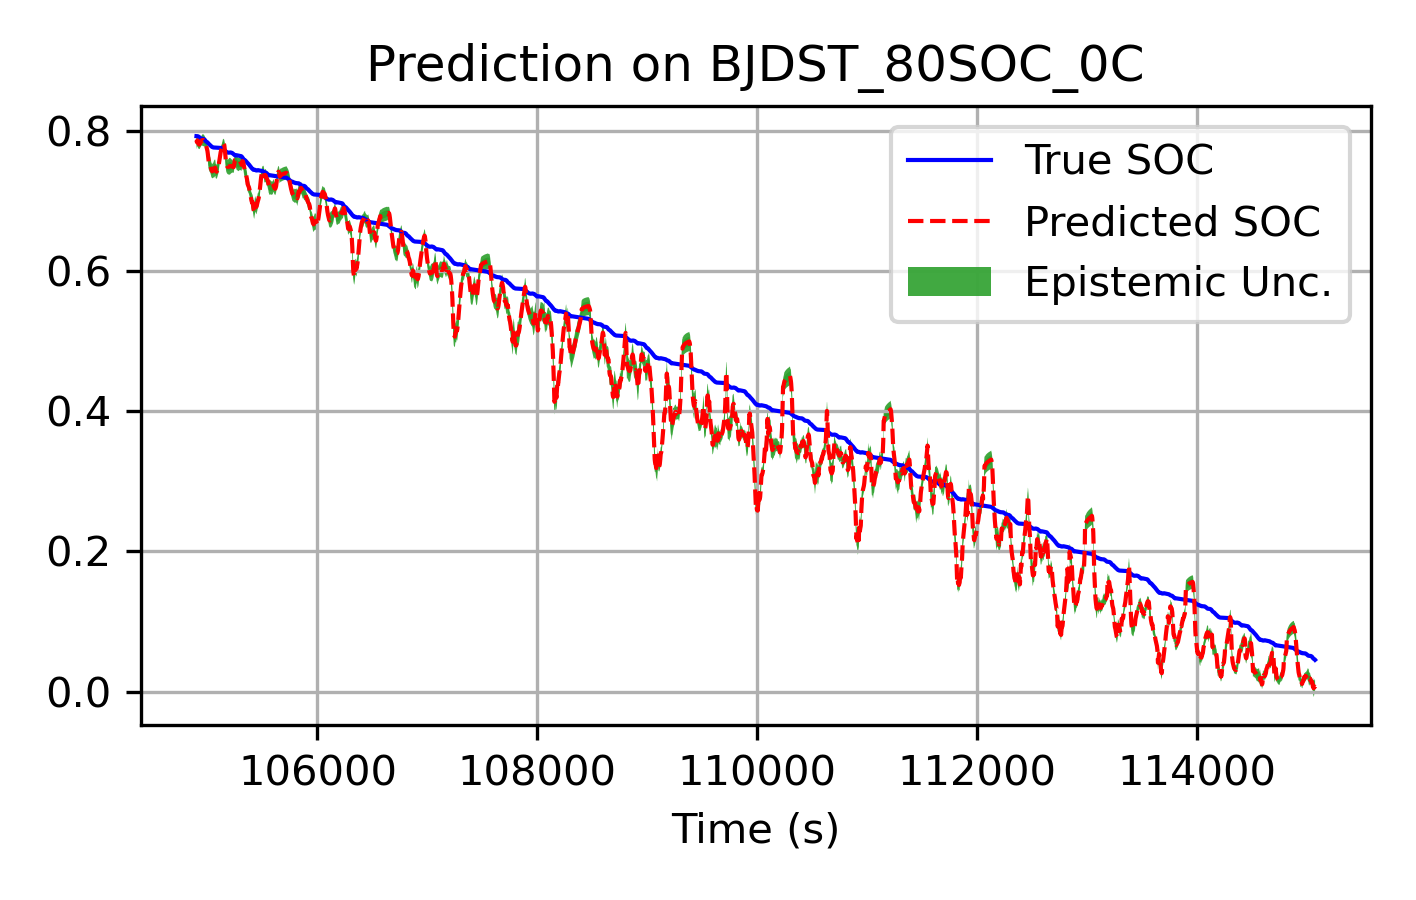 Prediction on BJDST_80SOC_0C
0.8
0.6
0.4
0.2
0.0
True SOC
Predicted SOC
Epistemic Unc.
106000 108000 110000 112000 114000
Time (s)